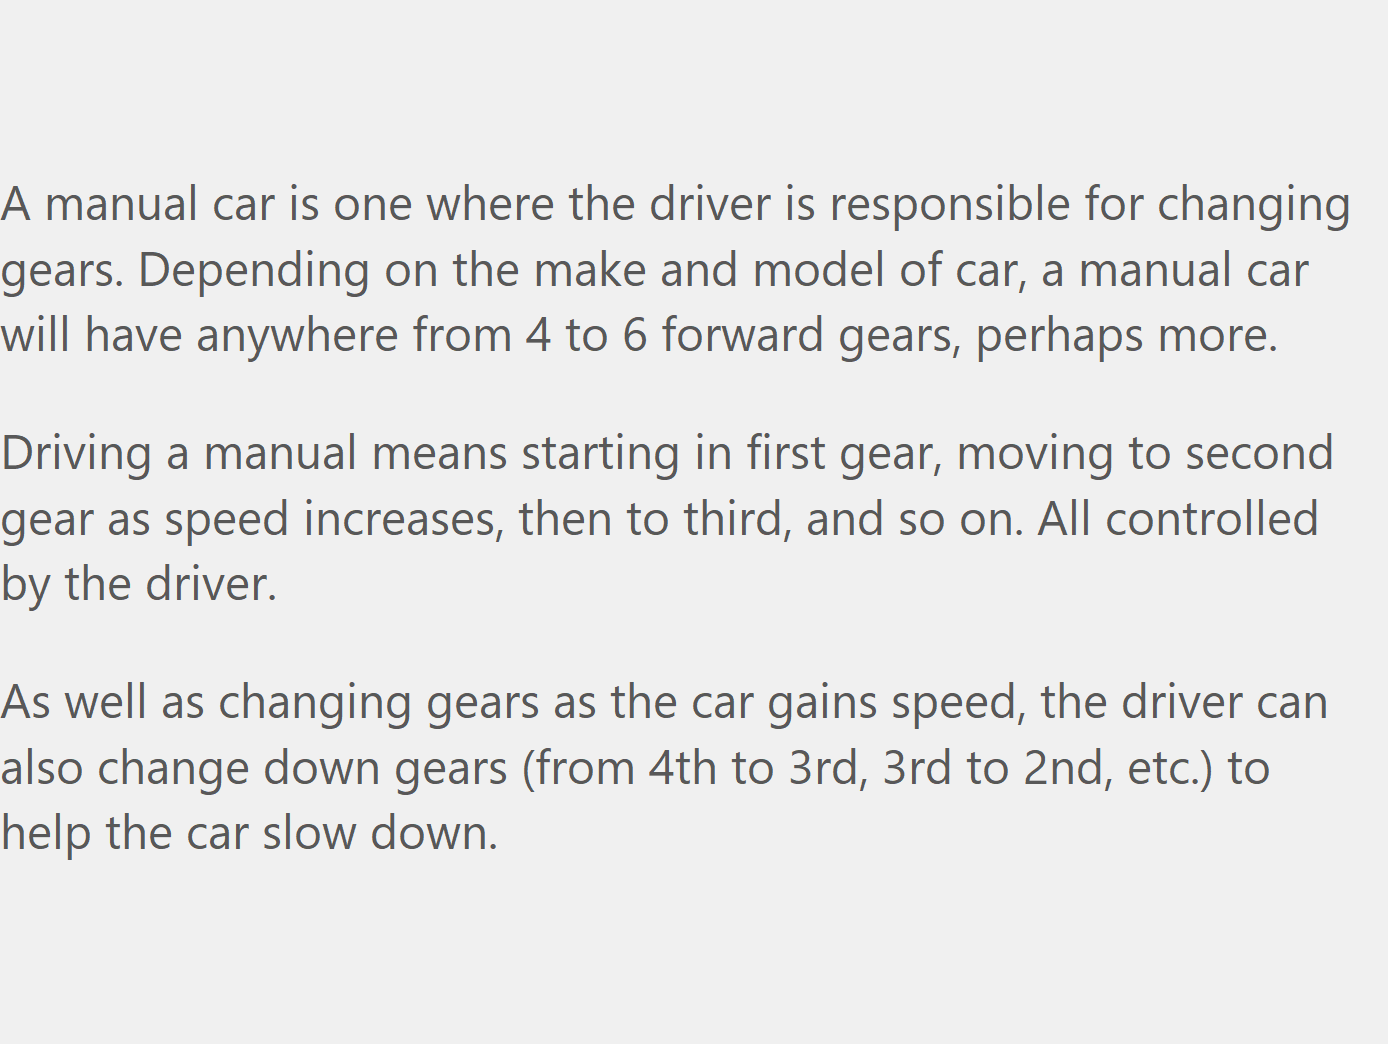 A manual car is one where the driver is responsible for changing
gears. Depending on the make and model of car, a manual car
will have anywhere from 4 to 6 forward gears, perhaps more.
Driving a manual means starting in first gear, moving to second
gear as speed increases, then to third, and so on. All controlled
by the driver.
As well as changing gears as the car gains speed, the driver can
also change down gears (from 4th to 3rd, 3rd to 2nd, etc.) to
help the car slow down.